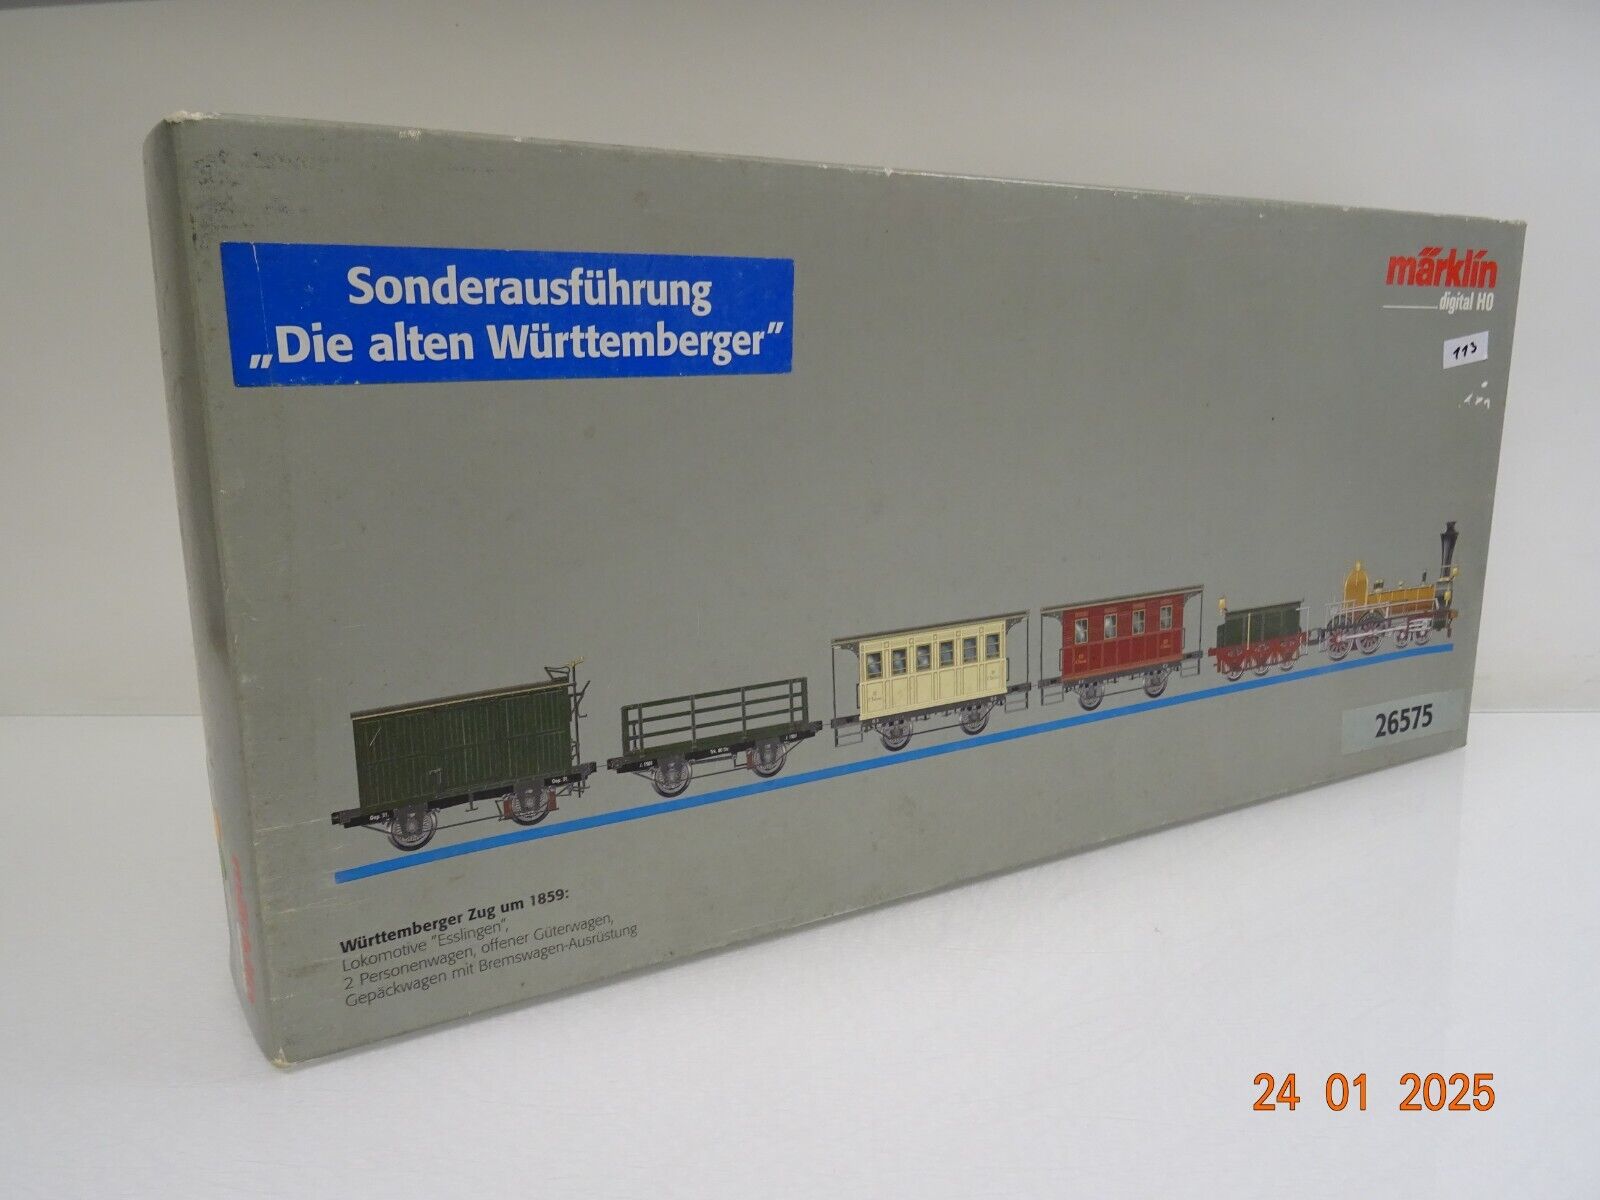 Sonderausführung
„Die alten Württemberger”
märklin
digital H0
113
26575
Württemberger Zug um 1859:
Lokomotive "Esslingen",
2 Personenwagen, offener Güterwagen,
Gepäckwagen mit Bremswagen-Ausrüstung
24 01 2025